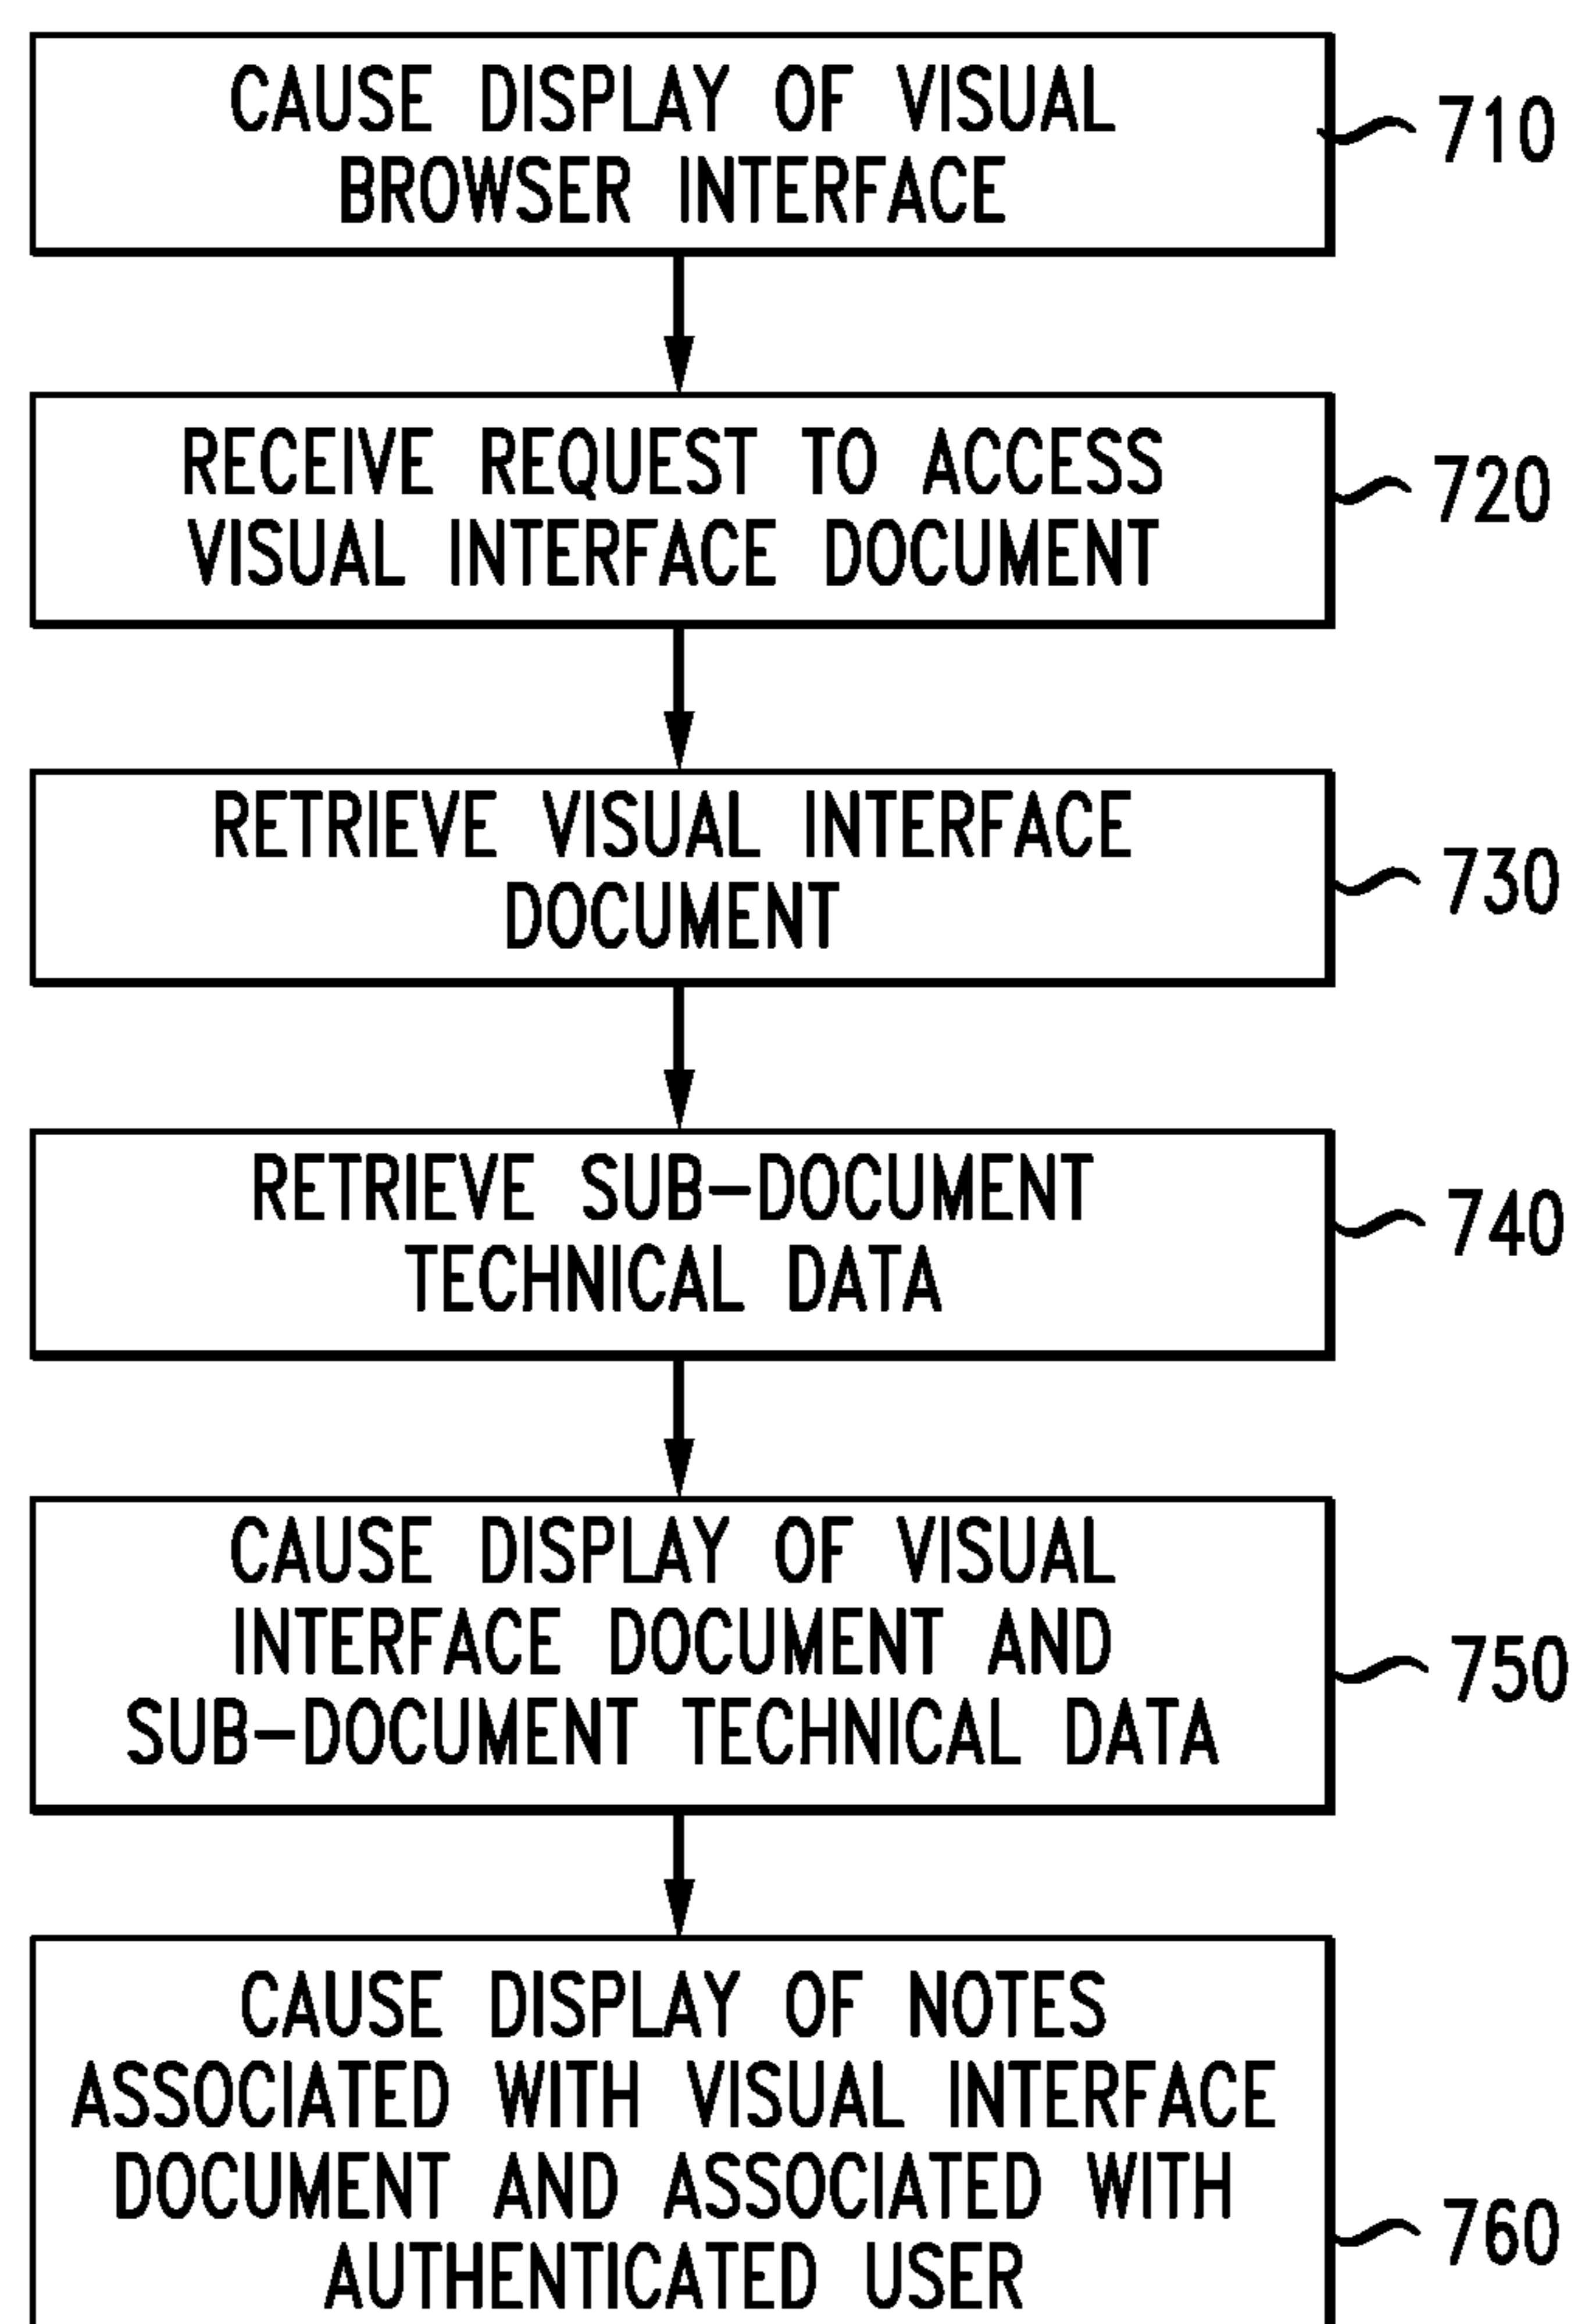 CAUSE DISPLAY OF VISUAL
BROWSER INTERFACE
710
RECEIVE REQUEST TO ACCESS
VISUAL INTERFACE DOCUMENT
720
RETRIEVE VISUAL INTERFACE
DOCUMENT
730
RETRIEVE SUB-DOCUMENT
TECHNICAL DATA
740
CAUSE DISPLAY OF VISUAL
INTERFACE DOCUMENT AND
SUB-DOCUMENT TECHNICAL DATA
750
CAUSE DISPLAY OF NOTES
ASSOCIATED WITH VISUAL INTERFACE
DOCUMENT AND ASSOCIATED WITH
AUTHENTICATED USER
760